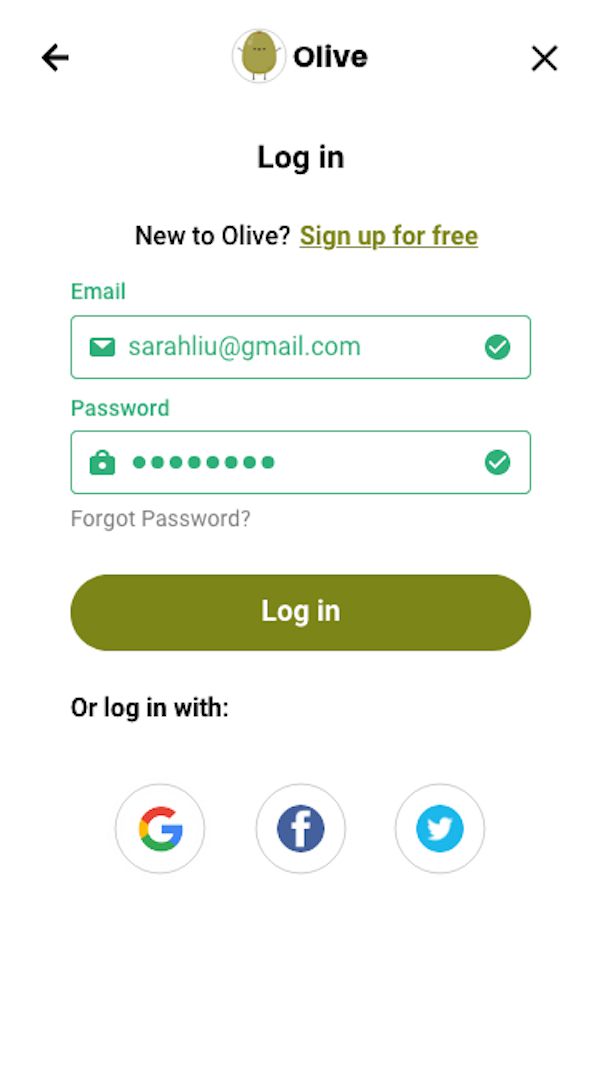 Olive
Log in
New to Olive? Sign up for free
Email
sarahliu@gmail.com
Password
••••••••
Forgot Password?
Log in
Or log in with: